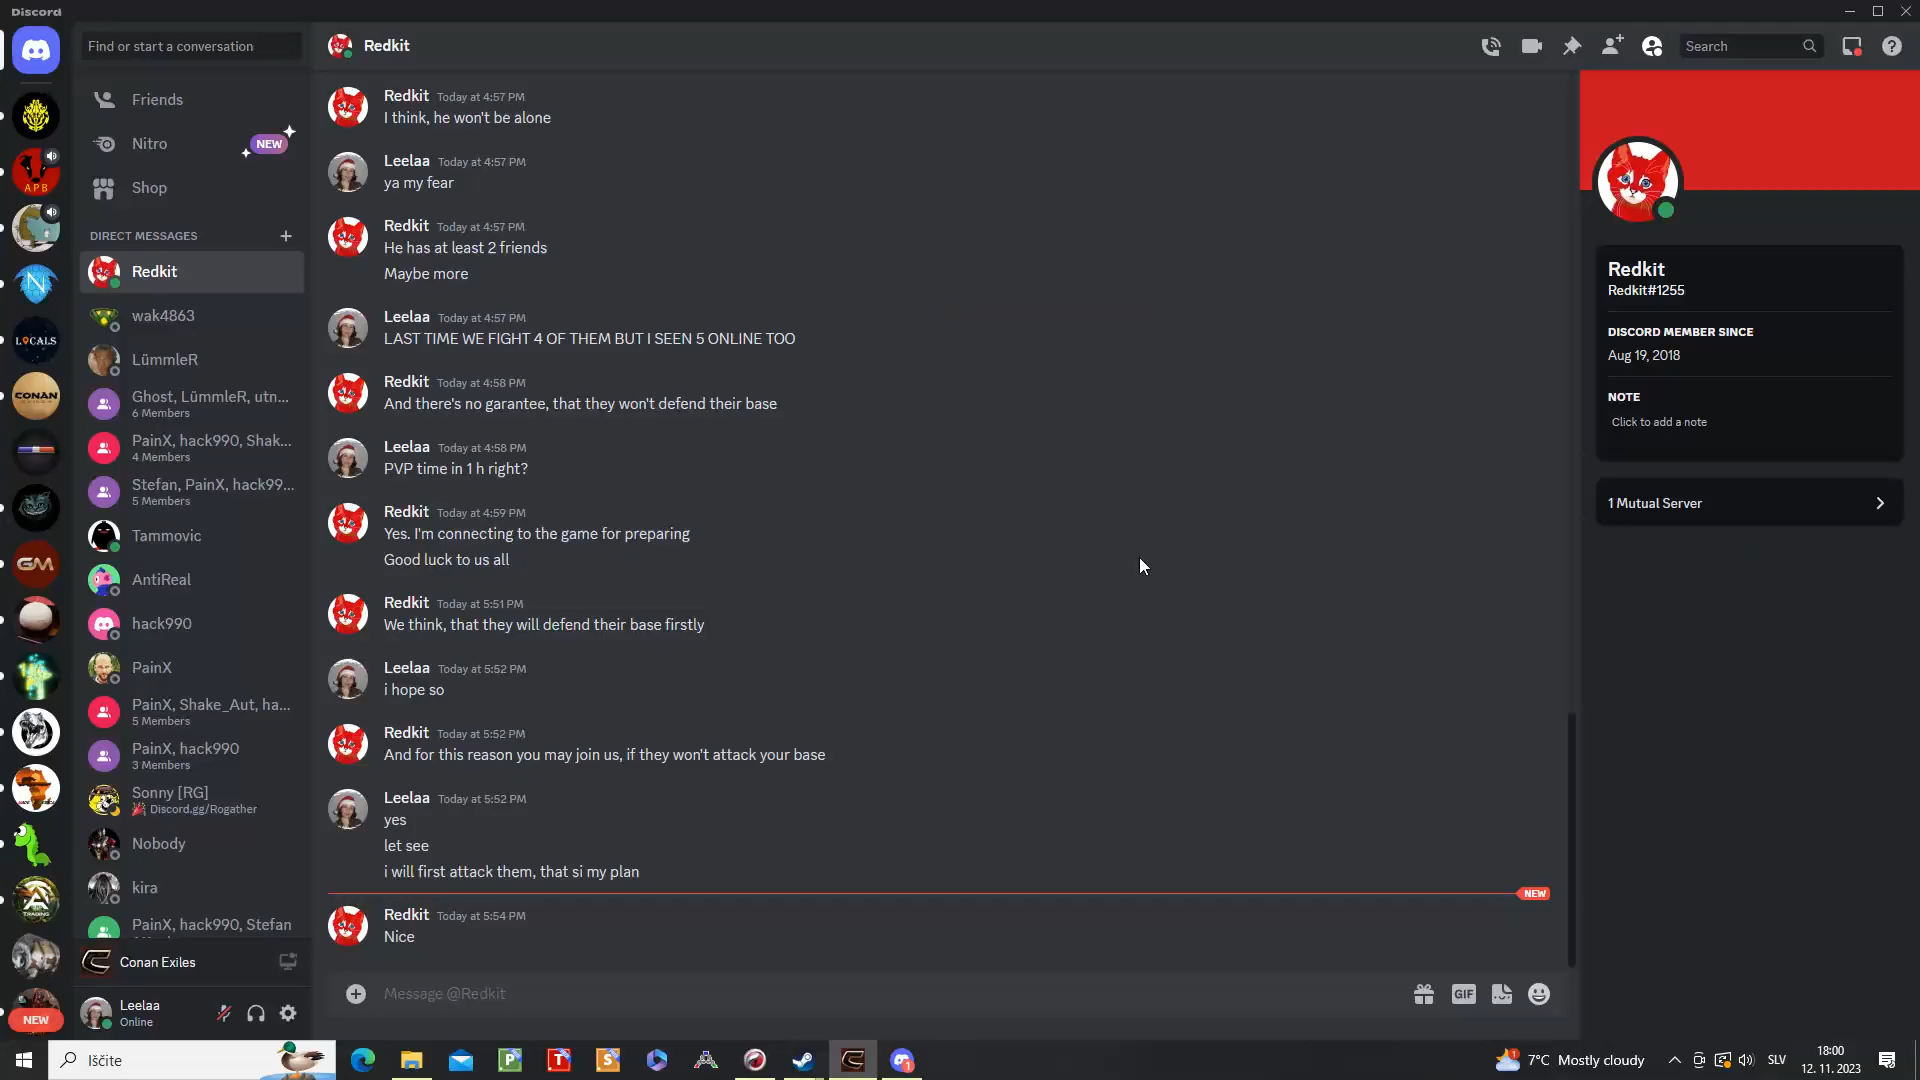 Discord
Find or start a conversation
Redkit
Search
Friends
Nitro
NEW
Shop
DIRECT MESSAGES
Redkit
wak4863
LümmleR
Ghost, LümmleR, utn...
6 Members
PainX, hack990, Shak...
4 Members
Stefan, PainX, hack99...
5 Members
Tammovic
AntiReal
hack990
PainX
PainX, Shake_Aut, ha...
5 Members
PainX, hack990
3 Members
Sonny [RG]
Discord.gg/Rogather
Nobody
kira
PainX, hack990, Stefan
Conan Exiles
Leelaa
Online
APB
N
LOCALS
CONAN
GM
TRADING
NEW
Redkit Today at 4:57 PM
I think, he won't be alone
Leelaa Today at 4:57 PM
ya my fear
Redkit Today at 4:57 PM
He has at least 2 friends
Maybe more
Leelaa Today at 4:57 PM
LAST TIME WE FIGHT 4 OF THEM BUT I SEEN 5 ONLINE TOO
Redkit Today at 4:58 PM
And there's no garantee, that they won't defend their base
Leelaa Today at 4:58 PM
PVP time in 1 h right?
Redkit Today at 4:59 PM
Yes. I'm connecting to the game for preparing
Good luck to us all
Redkit Today at 5:51 PM
We think, that they will defend their base firstly
Leelaa Today at 5:52 PM
i hope so
Redkit Today at 5:52 PM
And for this reason you may join us, if they won't attack your base
Leelaa Today at 5:52 PM
yes
let see
i will first attack them, that si my plan
NEW
Redkit Today at 5:54 PM
Nice
Message @Redkit
GIF
Redkit
Redkit#1255
DISCORD MEMBER SINCE
Aug 19, 2018
NOTE
Click to add a note
1 Mutual Server
Iščite
P
T
S
1
1
7°C Mostly cloudy
SLV
18:00
12. 11. 2023